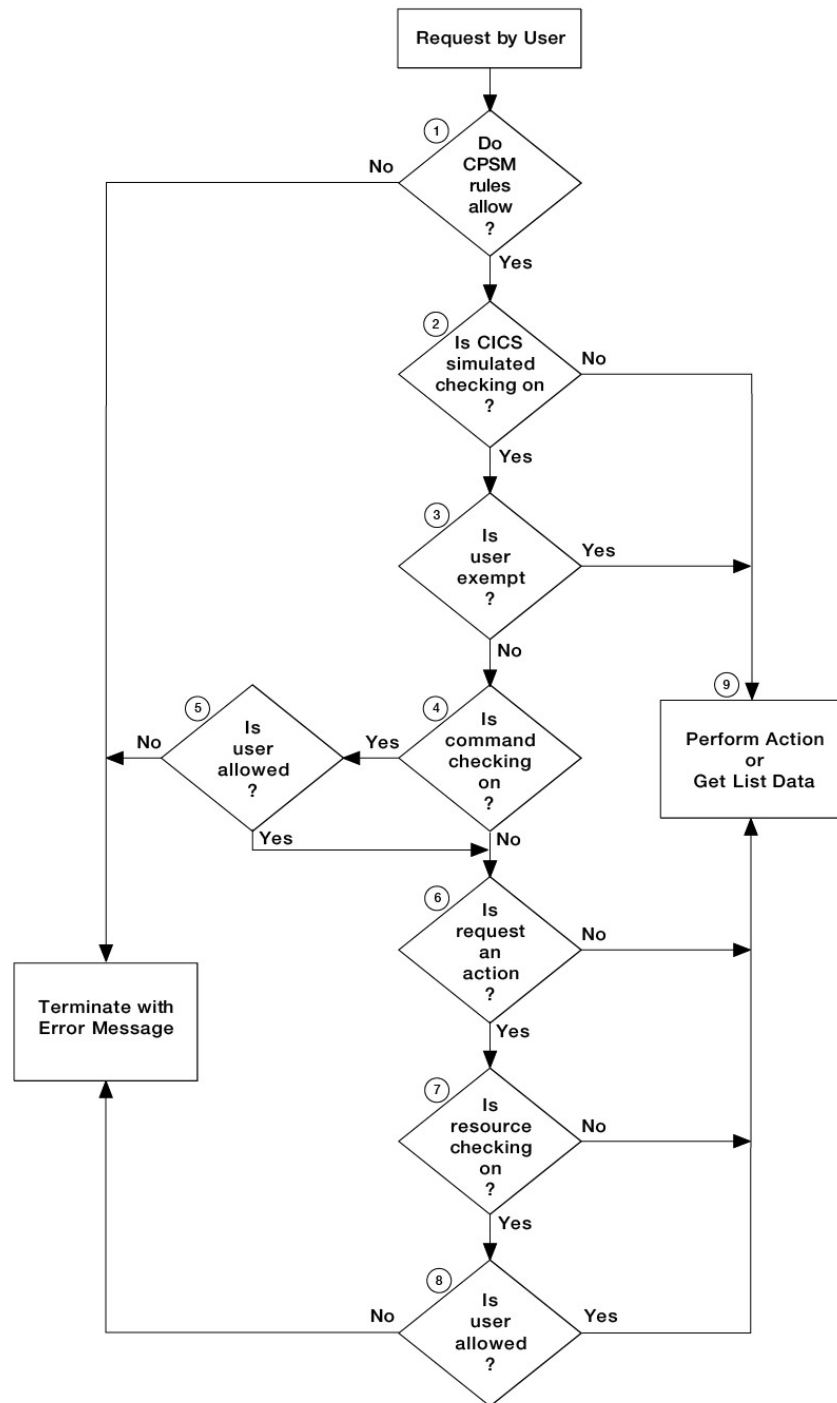 Request by User
1
Do
CPSM
rules
allow
?
No
Yes
2
Is CICS
simulated
checking on
?
No
Yes
3
Is
user
exempt
?
Yes
No
4
Is
command
checking
on
?
Yes
No
5
Is
user
allowed
?
No
Yes
9
Perform Action
or
Get List Data
6
Is
request
an
action
?
No
Yes
Terminate with
Error Message
7
Is
resource
checking
on
?
No
Yes
8
Is
user
allowed
?
No
Yes